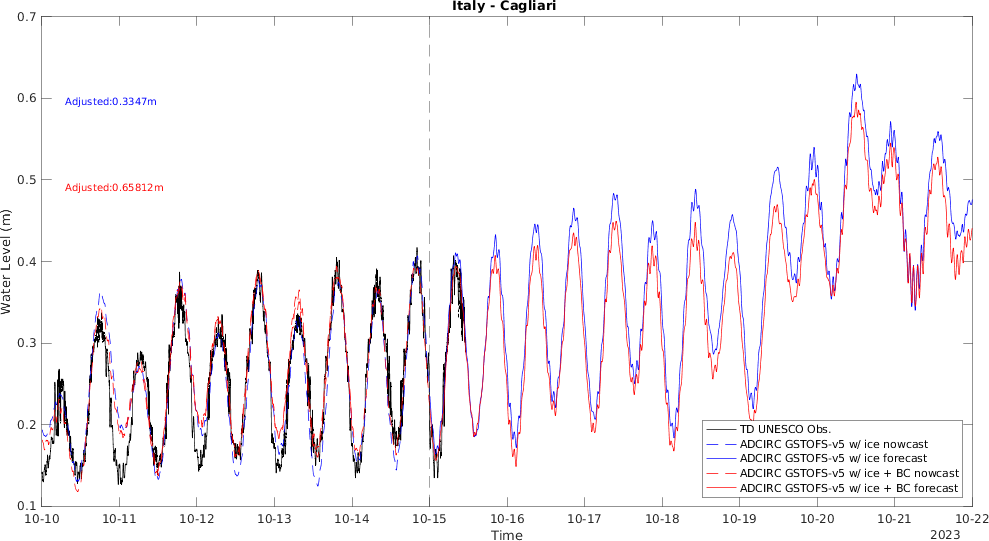 Italy - Cagliari
0.7
0.6
0.5
0.4
0.3
0.2
0.1
Water Level (m)
Adjusted:0.3347m
Adjusted:0.65812m
TD UNESCO Obs.
ADCIRC GSTOFS-v5 w/ ice nowcast
ADCIRC GSTOFS-v5 w/ ice forecast
ADCIRC GSTOFS-v5 w/ ice + BC nowcast
ADCIRC GSTOFS-v5 w/ ice + BC forecast
10-10 10-11 10-12 10-13 10-14 10-15 10-16 10-17 10-18 10-19 10-20 10-21 10-22
Time
2023